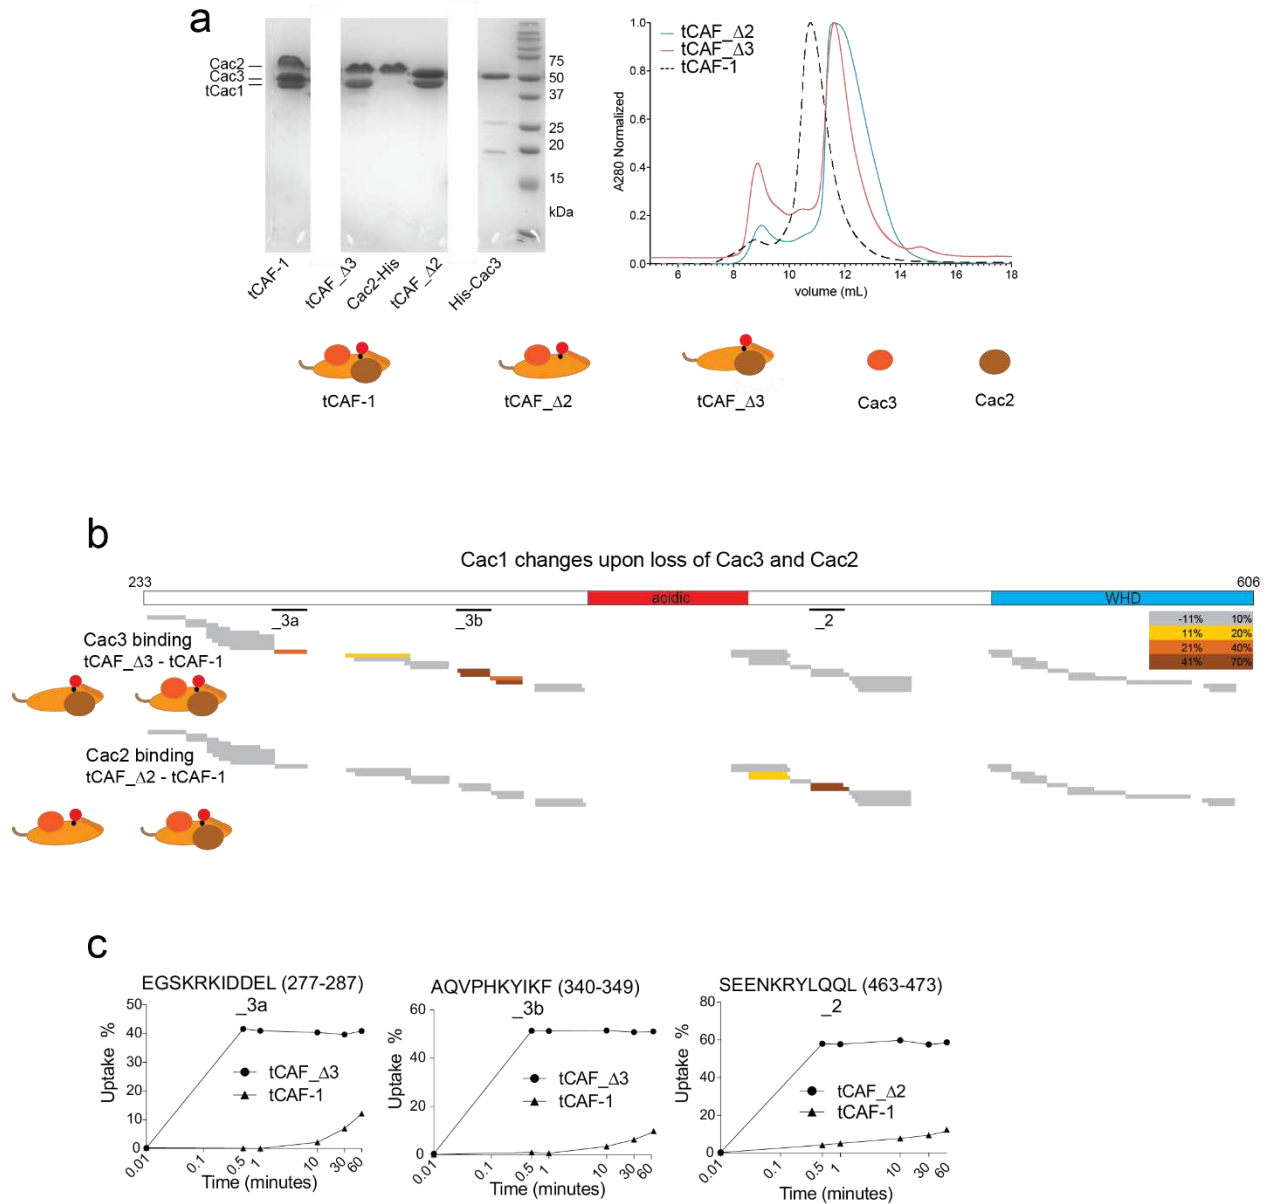 a
Cac2
Cac3
tCac1
75
50
37
25
20
15
kDa
tCAF-1
tCAF_Δ3
Cac2-His
tCAF_Δ2
His-Cac3
tCAF_Δ2
tCAF_Δ3
tCAF-1
A280 Normalized
1.0
0.8
0.6
0.4
0.2
0.0
6 8 10 12 14 16 18
volume (mL)
tCAF-1
tCAF_Δ2
tCAF_Δ3
Cac3
Cac2
b
Cac1 changes upon loss of Cac3 and Cac2
233
606
acidic
WHD
_3a
_3b
_2
-11% 10%
11% 20%
21% 40%
41% 70%
Cac3 binding
tCAF_Δ3 - tCAF-1
Cac2 binding
tCAF_Δ2 - tCAF-1
c
EGSKRKIDDEL (277-287)
_3a
Uptake %
50
40
30
20
10
0
tCAF_Δ3
tCAF-1
0.01 0.1 0.5 1 10 30 60
Time (minutes)
AQVPHKYIKF (340-349)
_3b
Uptake %
60
40
20
0
tCAF_Δ3
tCAF-1
0.01 0.1 0.5 1 10 30 60
Time (minutes)
SEENKRYLQQL (463-473)
_2
Uptake %
80
60
40
20
0
tCAF_Δ2
tCAF-1
0.01 0.1 0.5 1 10 30 60
Time (minutes)